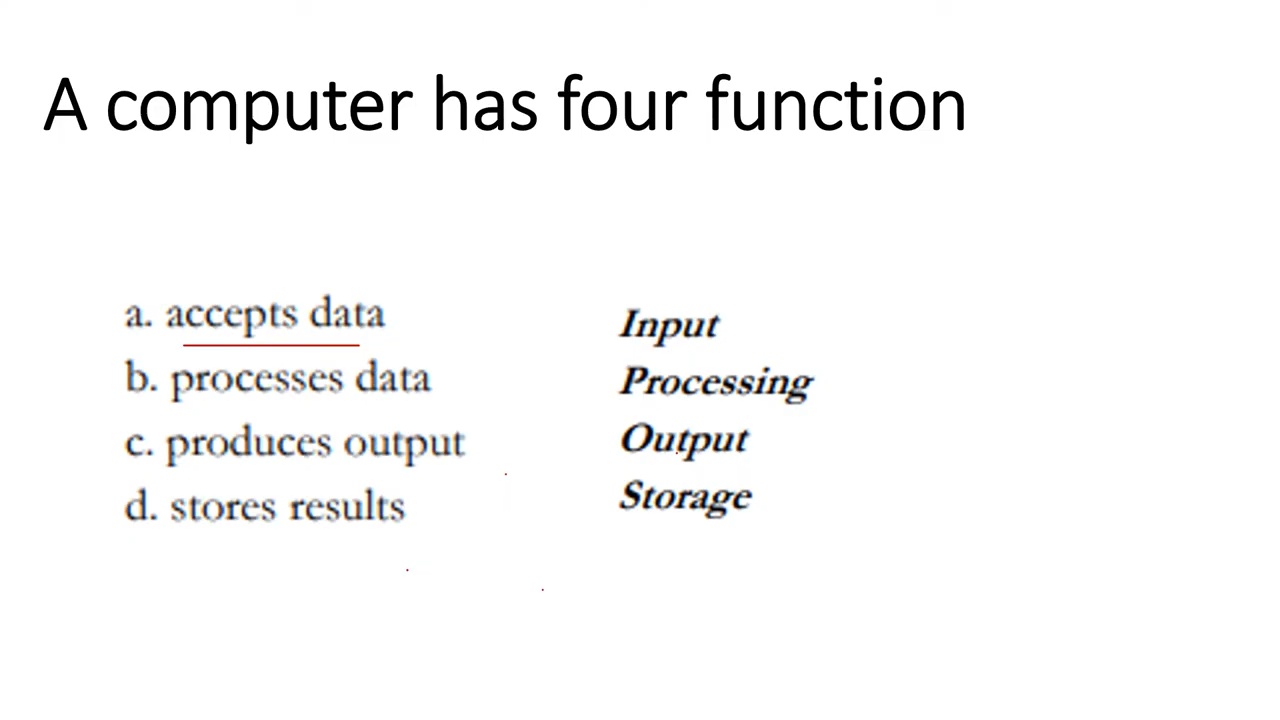 A computer has four function
a. accepts data
b. processes data
c. produces output
d. stores results
Input
Processing
Output
Storage